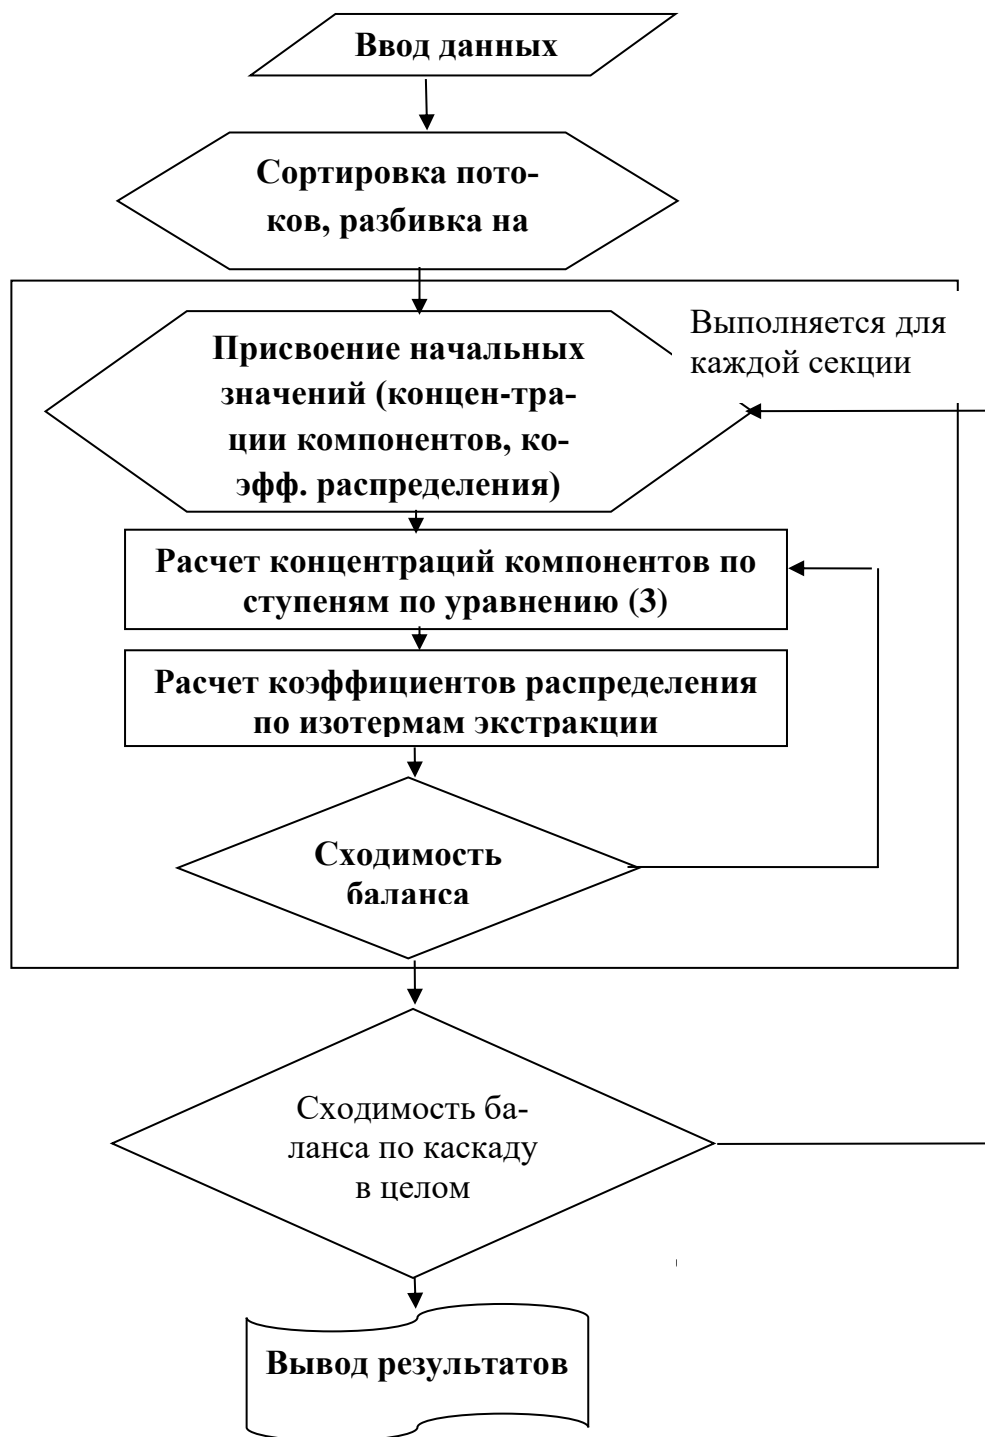 Ввод данных
Сортировка пото-
ков, разбивка на
Выполняется для
каждой секции
Присвоение начальных
значений (концен-тра-
ции компонентов, ко-
эфф. распределения)
Расчет концентраций компонентов по
ступеням по уравнению (3)
Расчет коэффициентов распределения
по изотермам экстракции
Сходимость
баланса
Сходимость ба-
ланса по каскаду
в целом
Вывод результатов